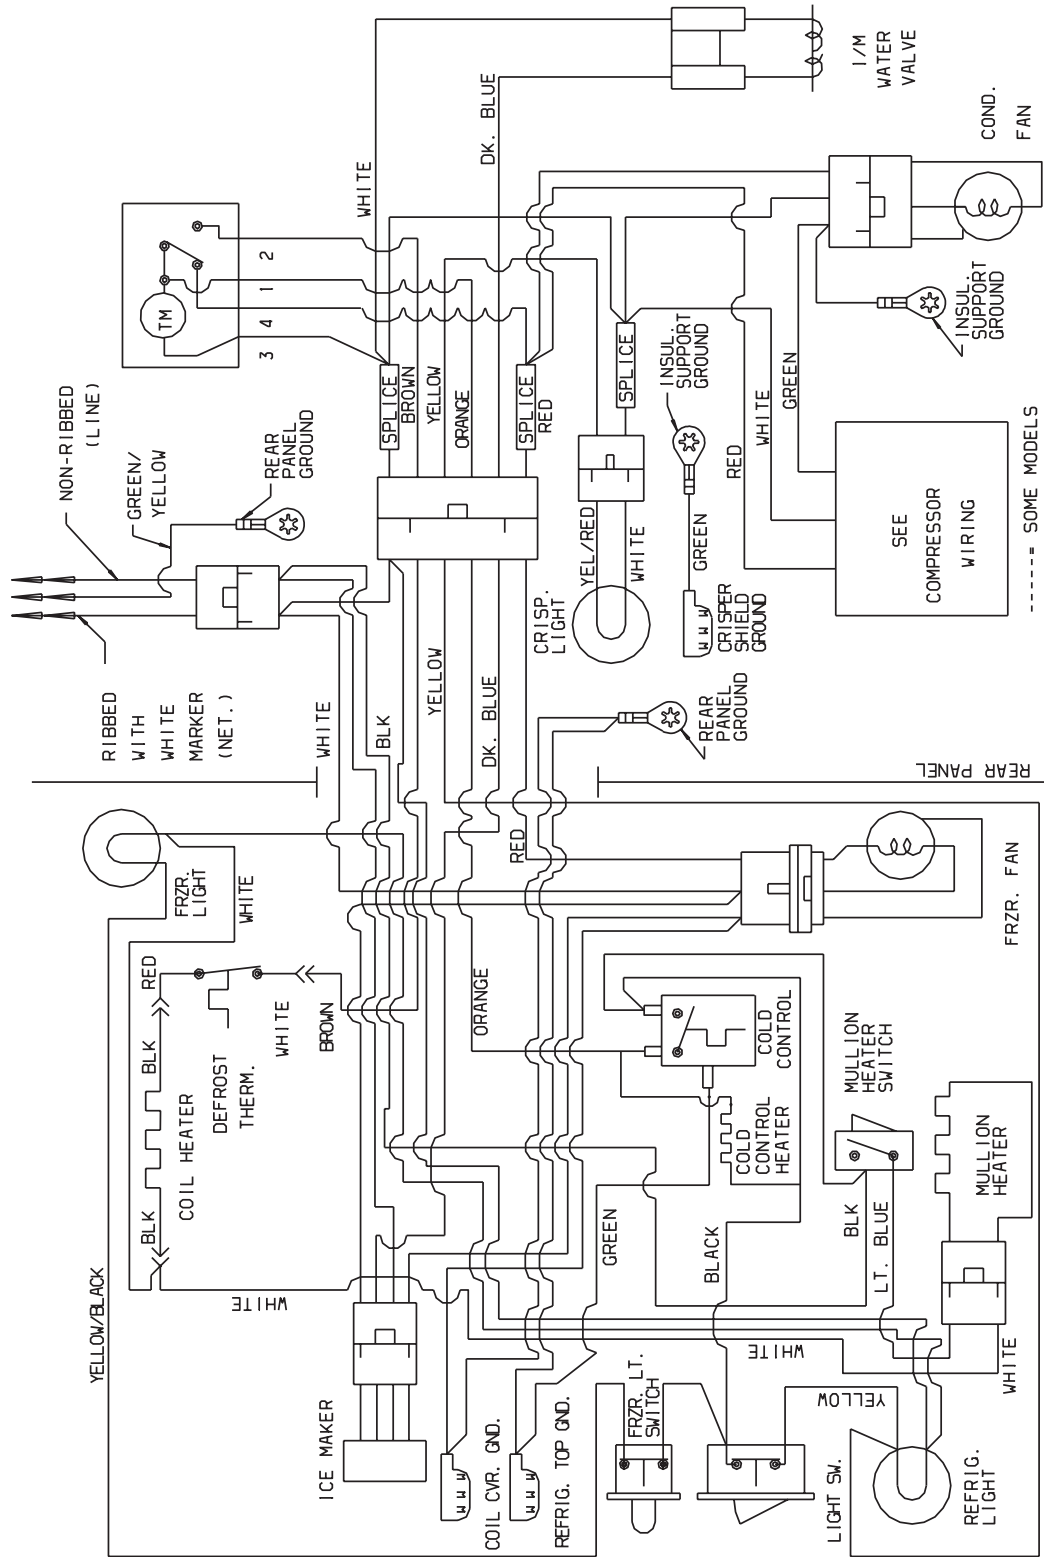 I/M
WATER
VALVE
COND.
FAN
WHITE
DK. BLUE
TM
2
1
4
3
INSUL.
SUPPORT
GROUND
NON-RIBBED
(LINE)
GREEN/
YELLOW
REAR
PANEL
GROUND
SPLICE
BROWN
YELLOW
ORANGE
SPLICE
RED
SPLICE
INSUL.
SUPPORT
GROUND
RED
WHITE
GREEN
SEE
COMPRESSOR
WIRING
------= SOME MODELS
YEL/RED
WHITE
CRISP.
LIGHT
GREEN
CRISPER
SHIELD
GROUND
RIBBED
WITH
WHITE
MARKER
(NET.)
WHITE
BLK
YELLOW
DK. BLUE
REAR
PANEL
GROUND
REAR PANEL
FRZR.
LIGHT
WHITE
RED
RED
BLK
DEFROST
THERM.
WHITE
BROWN
COIL HEATER
BLK
ORANGE
FRZR. FAN
COLD
CONTROL
COLD
CONTROL
HEATER
MULLION
HEATER
SWITCH
MULLION
HEATER
BLK
LT. BLUE
GREEN
BLACK
WHITE
YELLOW/BLACK
WHITE
WHITE
ICE MAKER
COIL CVR. GND.
REFRIG. TOP GND.
FRZR. LT.
SWITCH
YELLOW
LIGHT SW.
REFRIG.
LIGHT